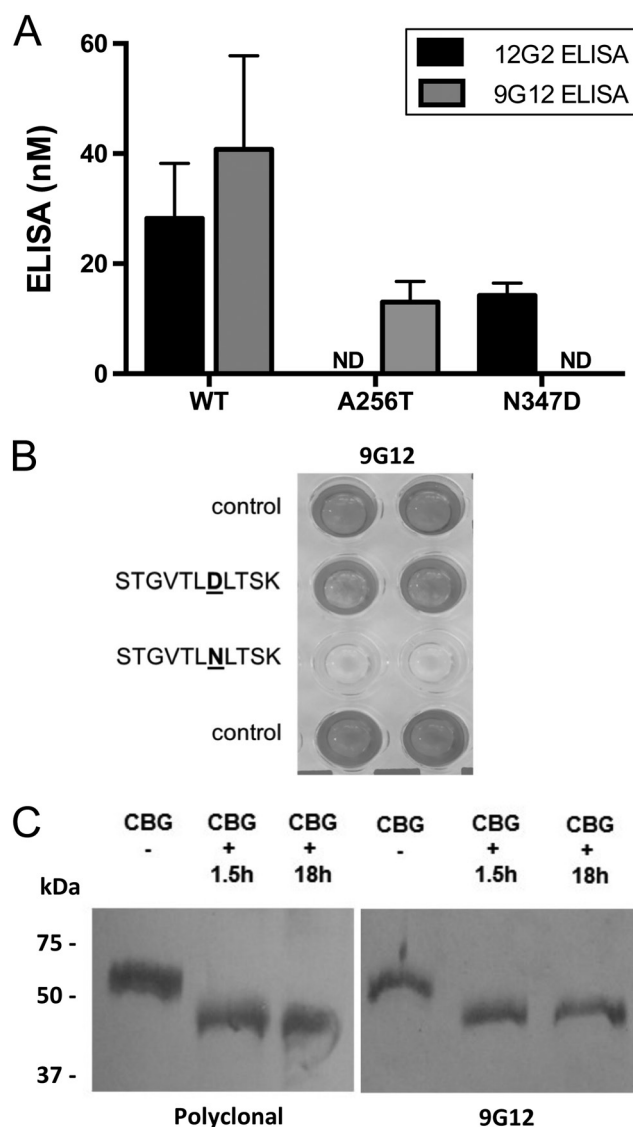 A
60
40
20
0
ELISA (nM)
12G2 ELISA
9G12 ELISA
ND
ND
WT
A256T
N347D
B
9G12
control
STGVTLDLTSK
STGVTLNLTSK
control
C
CBG CBG CBG CBG CBG CBG
- + + - + +
1.5h 18h 1.5h 18h
kDa
75 -
50 -
37 -
Polyclonal 9G12